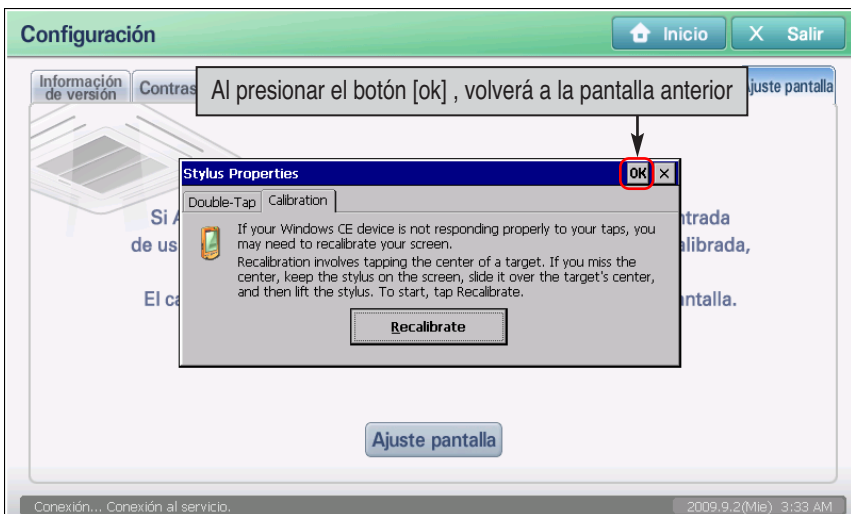 Configuración
Inicio
X Salir
Información
de versión
Contras
juste pantalla
Al presionar el botón [ok] , volverá a la pantalla anterior
Stylus Properties
OK ×
Double-Tap Calibration
If your Windows CE device is not responding properly to your taps, you
may need to recalibrate your screen.
Recalibration involves tapping the center of a target. If you miss the
center, keep the stylus on the screen, slide it over the target's center,
and then lift the stylus. To start, tap Recalibrate.
Recalibrate
Si A
ntrada
de us
alibrada,
El ca
ntalla.
Ajuste pantalla
Conexión... Conexión al servicio.
2009.9.2(Mie) 3:33 AM